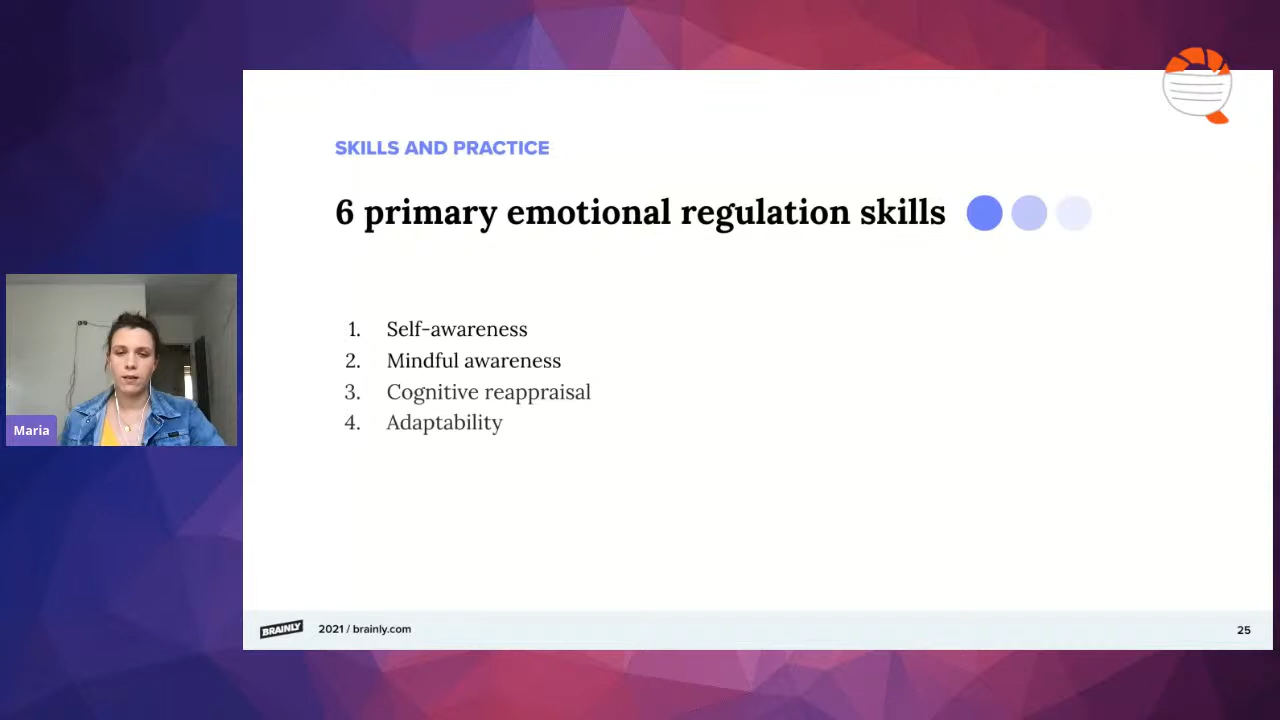 SKILLS AND PRACTICE
6 primary emotional regulation skills
1. Self-awareness
2. Mindful awareness
3. Cognitive reappraisal
4. Adaptability
Maria
BRAINLY 2021 / brainly.com 25